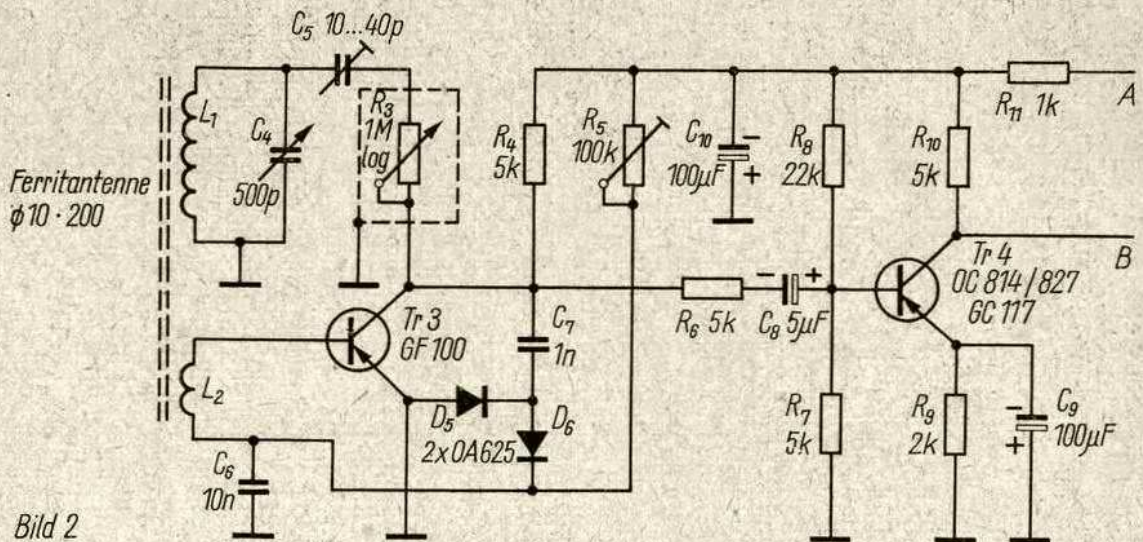 C5 10...40p
L1
C4
500p
R3
1M
log
R4
5k
R5
100k
C10
100µF
-
+
R8
22k
R10
5k
R11 1k
A
Ferritantenne
ϕ10·200
B
Tr 3
GF 100
C7
1n
R6 5k
-
+
C8 5µF
Tr 4
OC 814/827
GC 117
L2
D5
D6
2x0A625
R7
5k
R9
2k
-
+
C9
100µF
C6
10n
Bild 2